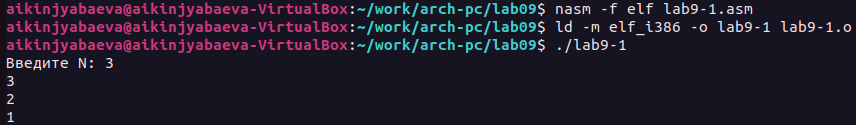 aikinjyabaeva@aikinjyabaeva-VirtualBox:~/work/arch-pc/lab09$ nasm -f elf lab9-1.asm
aikinjyabaeva@aikinjyabaeva-VirtualBox:~/work/arch-pc/lab09$ ld -m elf_i386 -o lab9-1 lab9-1.o
aikinjyabaeva@aikinjyabaeva-VirtualBox:~/work/arch-pc/lab09$ ./lab9-1
Введите N: 3
3
2
1